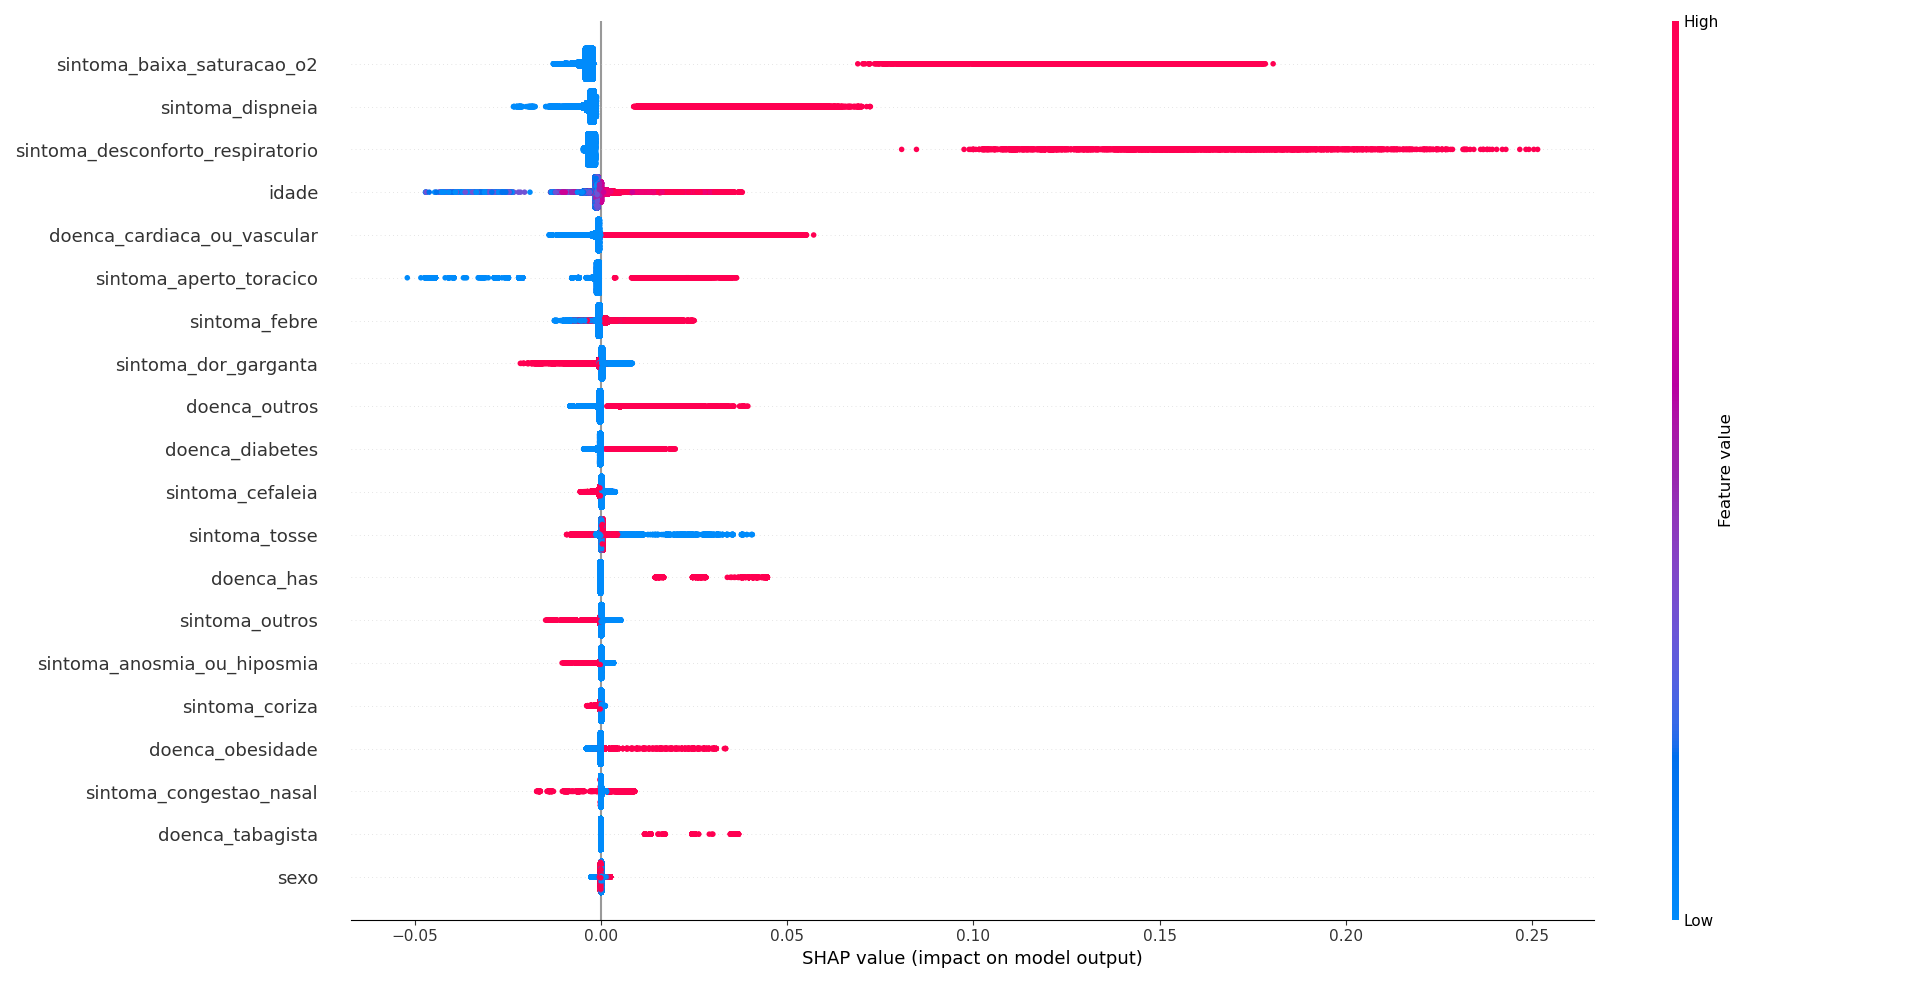 High
sintoma_baixa_saturacao_o2
sintoma_dispneia
sintoma_desconforto_respiratorio
idade
doenca_cardiaca_ou_vascular
sintoma_aperto_toracico
sintoma_febre
sintoma_dor_garganta
doenca_outros
doenca_diabetes
sintoma_cefaleia
sintoma_tosse
doenca_has
sintoma_outros
sintoma_anosmia_ou_hiposmia
sintoma_coriza
doenca_obesidade
sintoma_congestao_nasal
doenca_tabagista
sexo
Feature value
Low
−0.05 0.00 0.05 0.10 0.15 0.20 0.25
SHAP value (impact on model output)